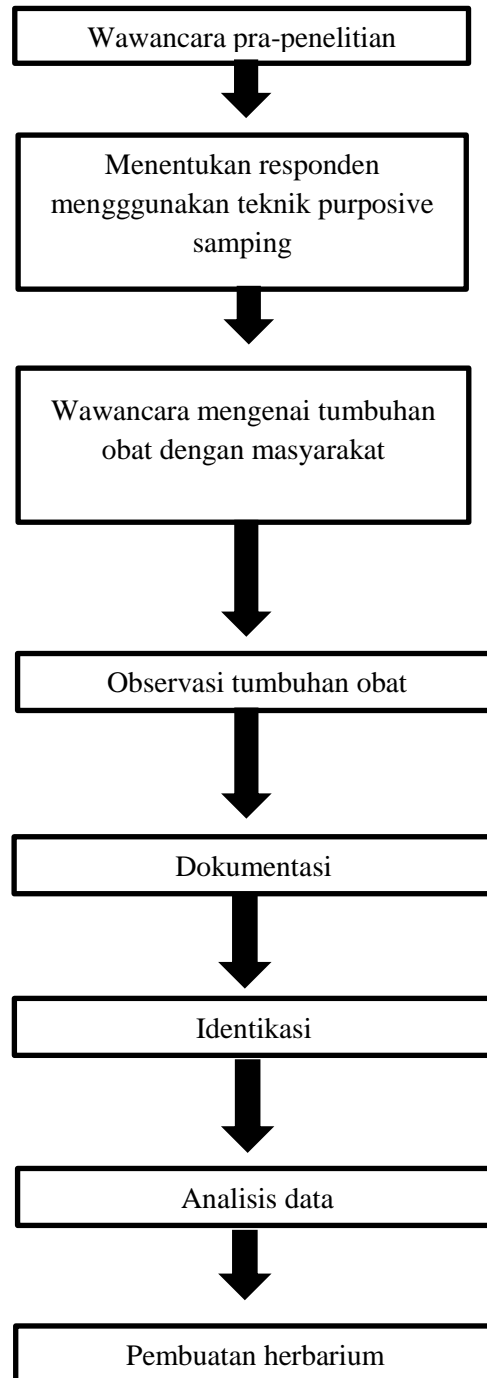 Wawancara pra-penelitian
Menentukan responden
mengggunakan teknik purposive
samping
Wawancara mengenai tumbuhan
obat dengan masyarakat
Observasi tumbuhan obat
Dokumentasi
Identikasi
Analisis data
Pembuatan herbarium